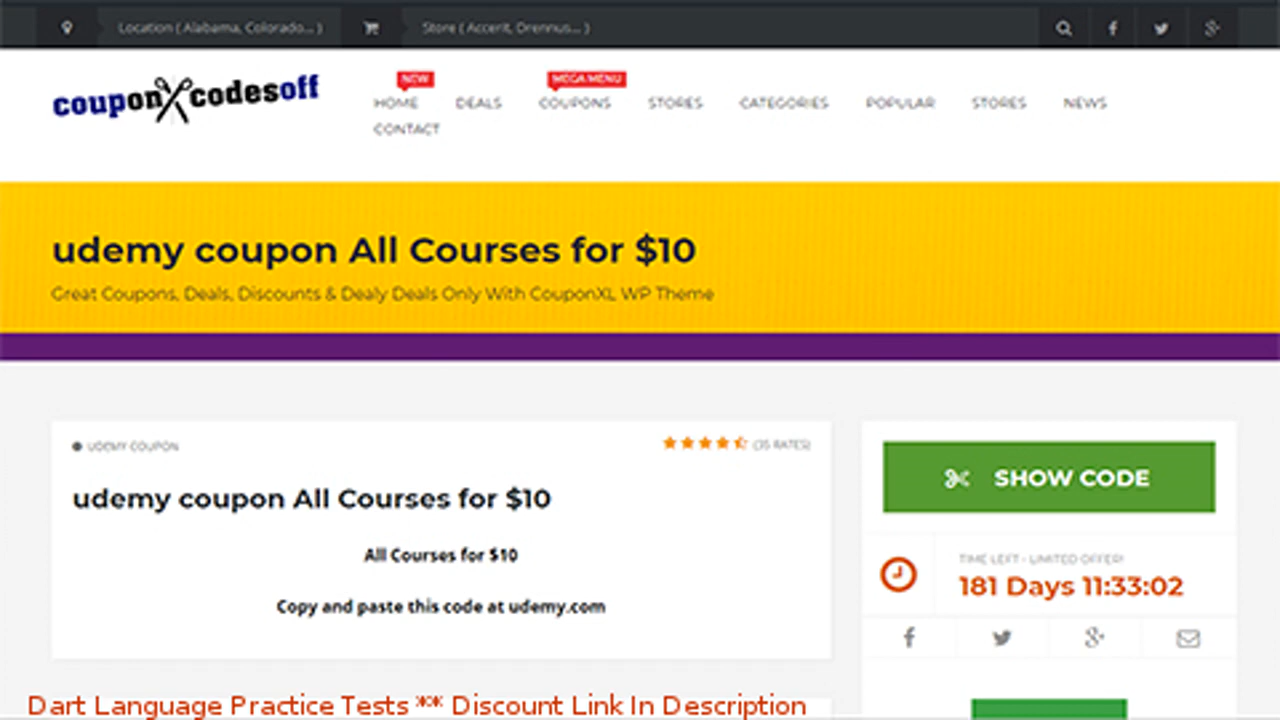 Location ( Alabama, Colorado... ) Store ( Accerit, Drennus... )
NEW MEGA MENU
couponXcodesoff
HOME DEALS COUPONS STORES CATEGORIES POPULAR STORES NEWS
CONTACT
udemy coupon All Courses for $10
Great Coupons, Deals, Discounts & Dealy Deals Only With CouponXL WP Theme
UDEMY COUPON (35 RATES)
SHOW CODE
udemy coupon All Courses for $10
All Courses for $10
TIME LEFT - LIMITED OFFER!
181 Days 11:33:02
Copy and paste this code at udemy.com
Dart Language Practice Tests ** Discount Link In Description